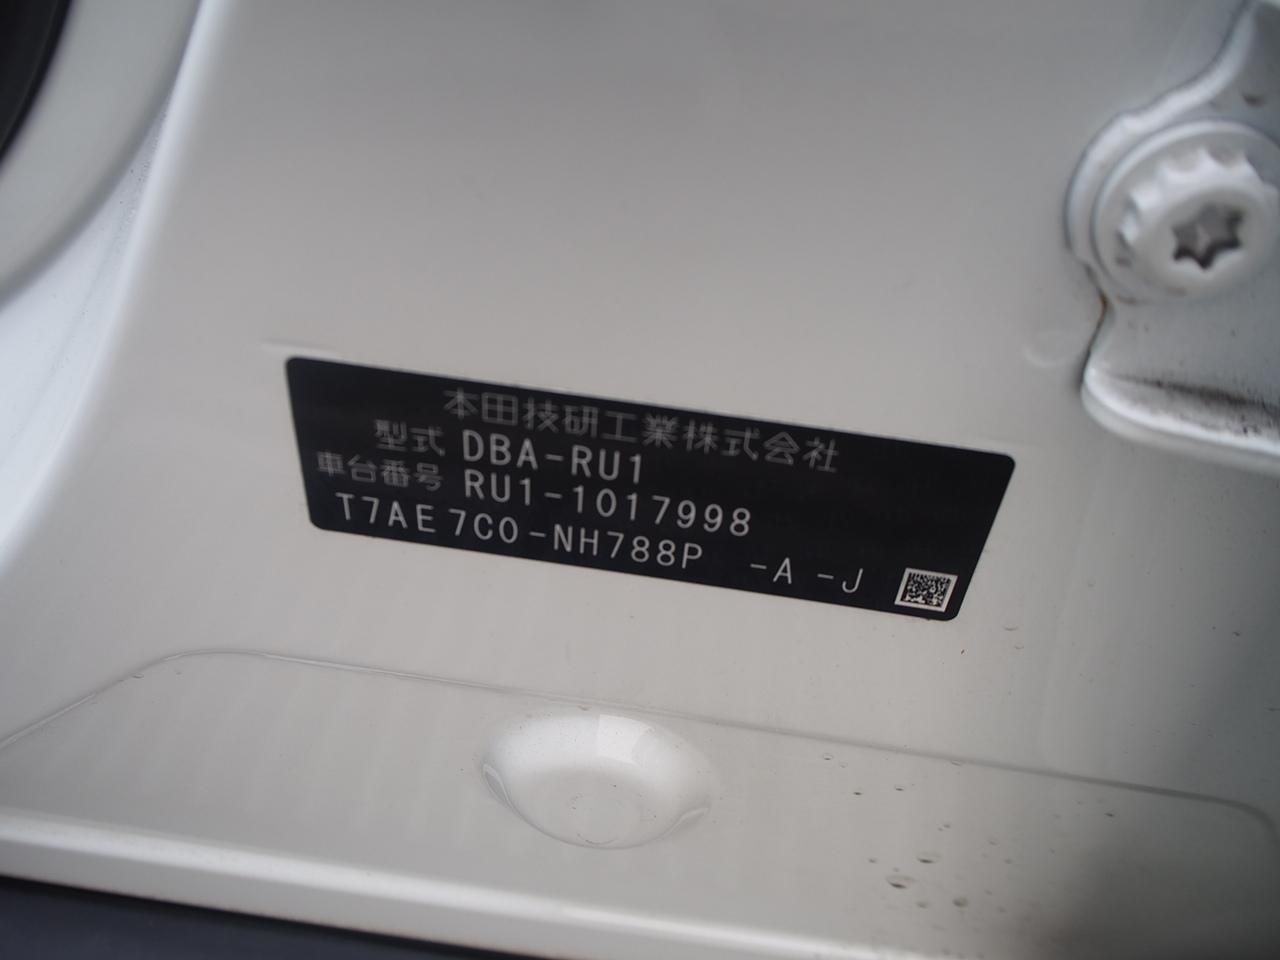 本田技研工業株式会社
型式 DBA-RU1
車台番号 RU1-1017998
T7AE7C0-NH788P -A -J